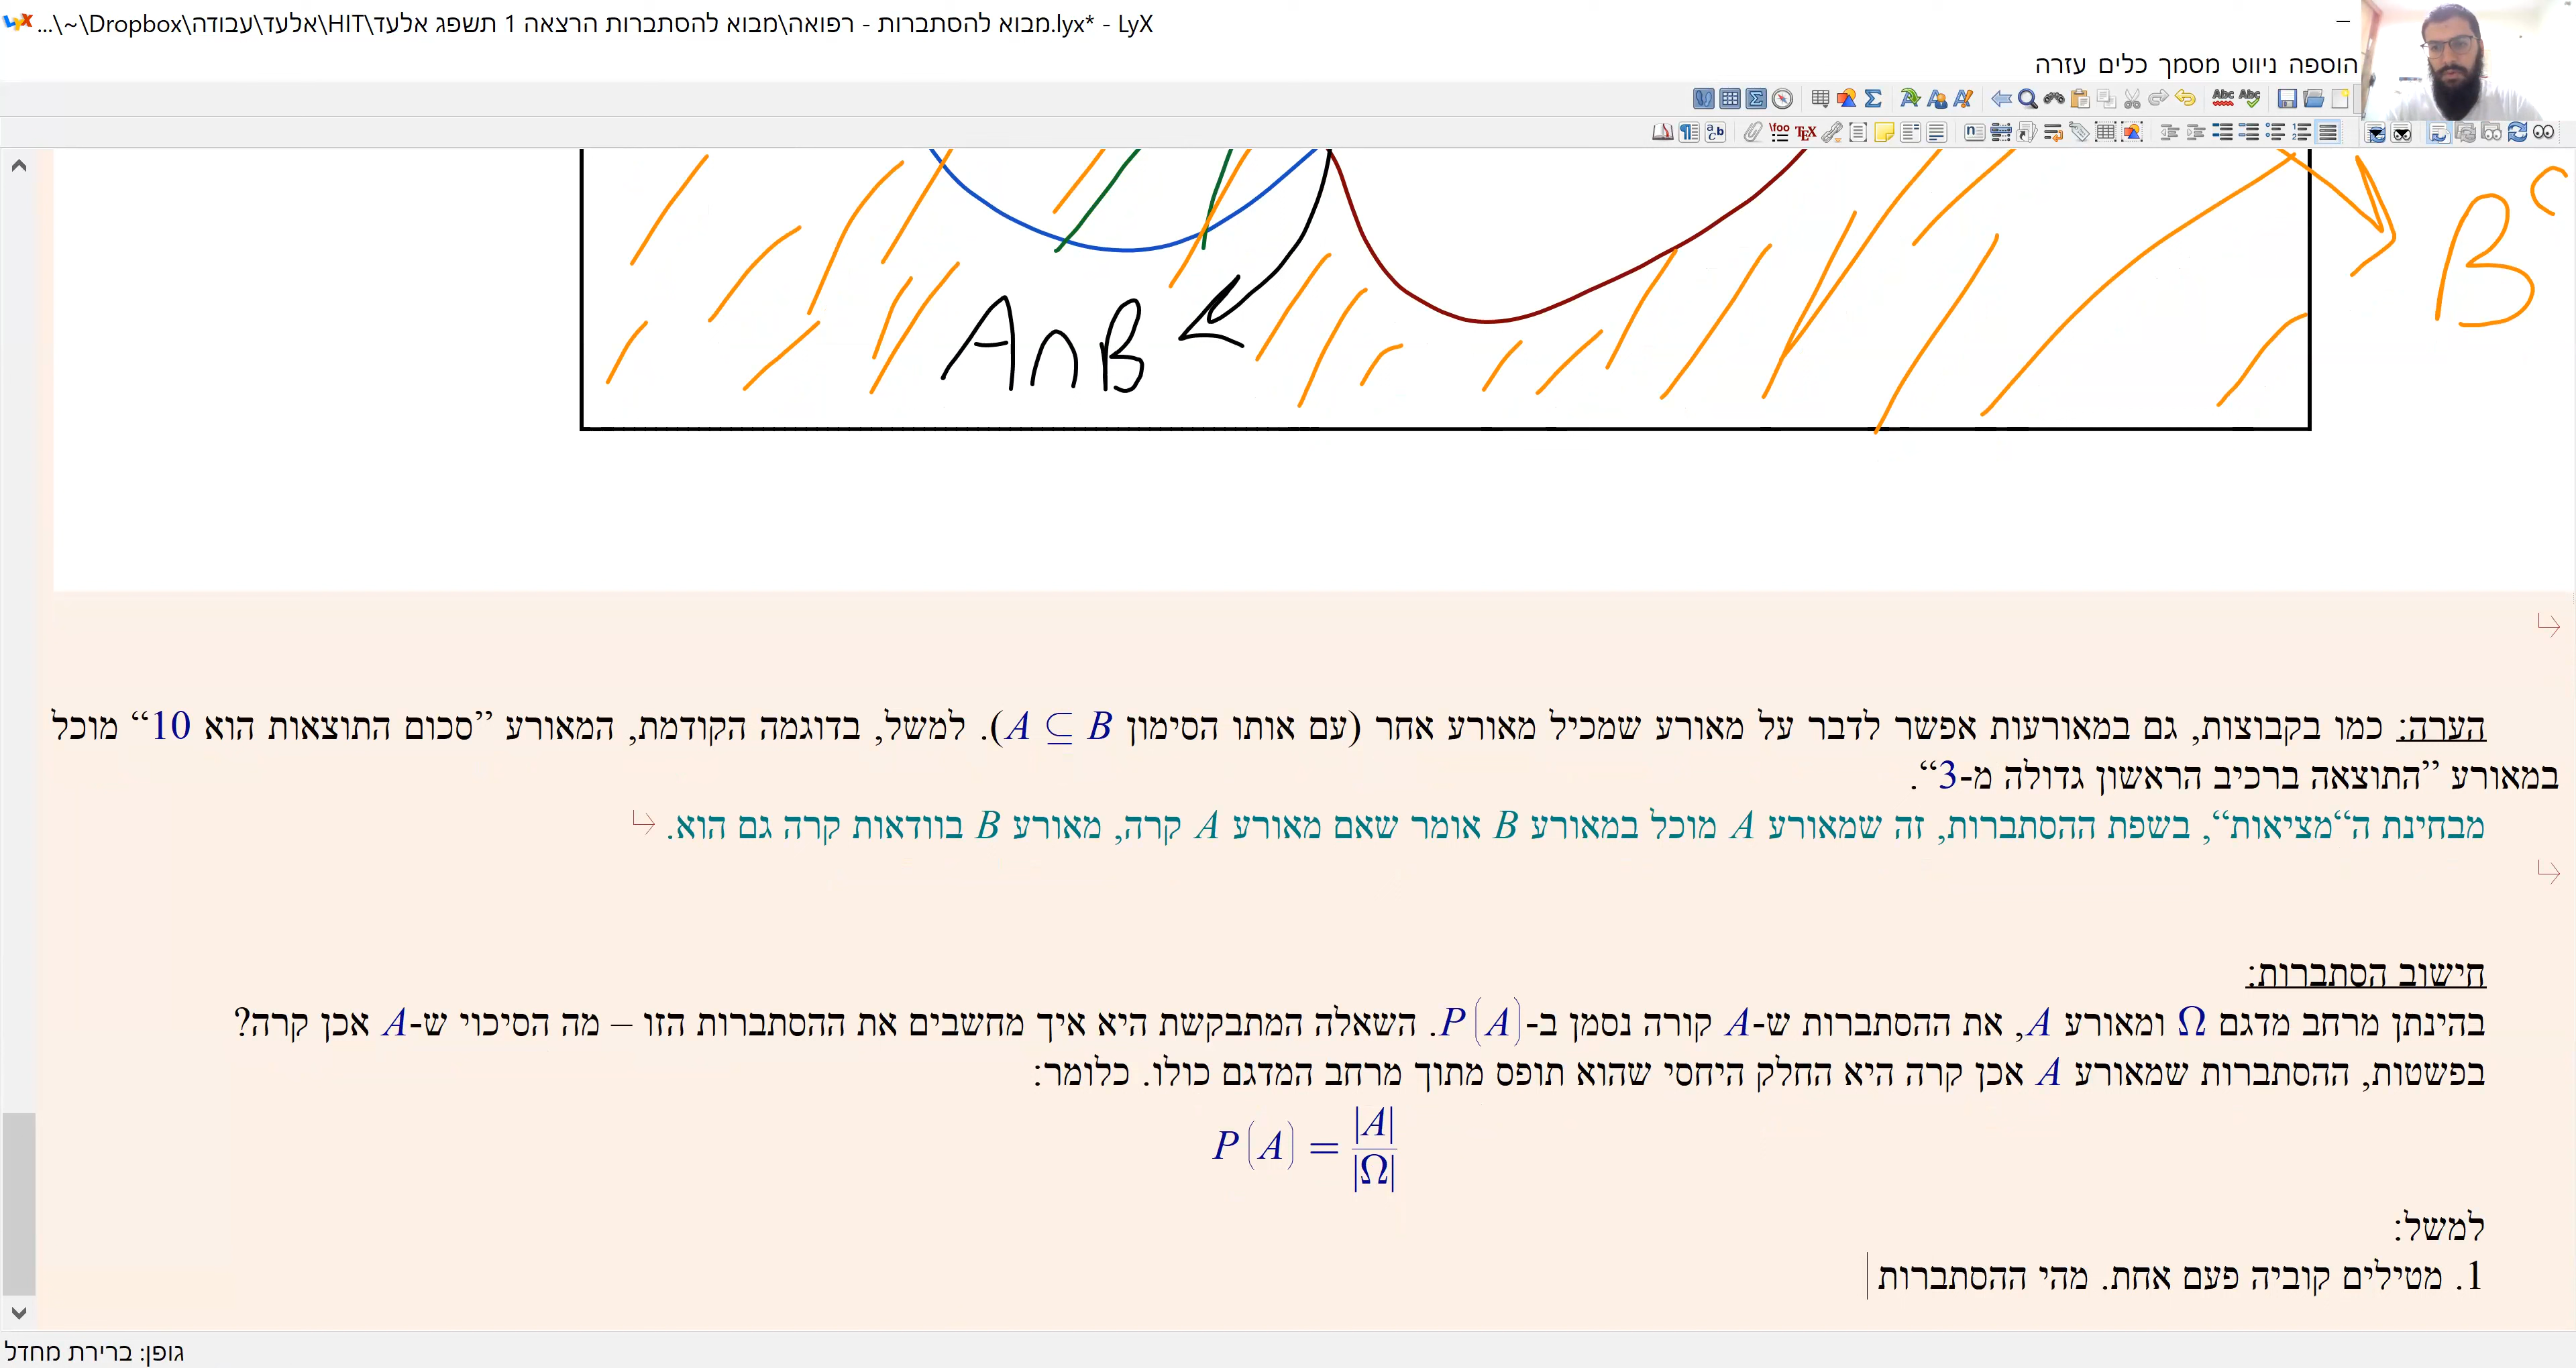 ...\~\Dropbox\אלעד\עבודה\HIT\מבוא להסתברות - רפואה\מבוא להסתברות הרצאה 1 תשפג אלעד.lyx* - LyX
הוספה ניווט מסמך כלים עזרה
B^c
A∩B
הערה: כמו בקבוצות, גם במאורעות אפשר לדבר על מאורע שמכיל מאורע אחר (עם אותו הסימון A ⊆ B). למשל, בדוגמה הקודמת, המאורע ”סכום התוצאות הוא 10“ מוכל
במאורע ”התוצאה ברכיב הראשון גדולה מ-3“.
מבחינת ה“מציאות“, בשפת ההסתברות, זה שמאורע A מוכל במאורע B אומר שאם מאורע A קרה, מאורע B בוודאות קרה גם הוא.
חישוב הסתברות:
בהינתן מרחב מדגם Ω ומאורע A, את ההסתברות ש-A קורה נסמן ב-P(A). השאלה המתבקשת היא איך מחשבים את ההסתברות הזו – מה הסיכוי ש-A אכן קרה?
בפשטות, ההסתברות שמאורע A אכן קרה היא החלק היחסי שהוא תופס מתוך מרחב המדגם כולו. כלומר:
P(A) = |A|/|Ω|
למשל:
1. מטילים קוביה פעם אחת. מהי ההסתברות
גופן: ברירת מחדל